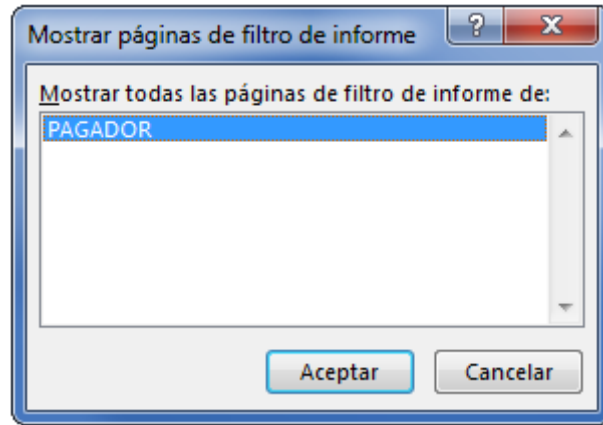 Mostrar páginas de filtro de informe
?
Mostrar todas las páginas de filtro de informe de:
PAGADOR
Aceptar Cancelar